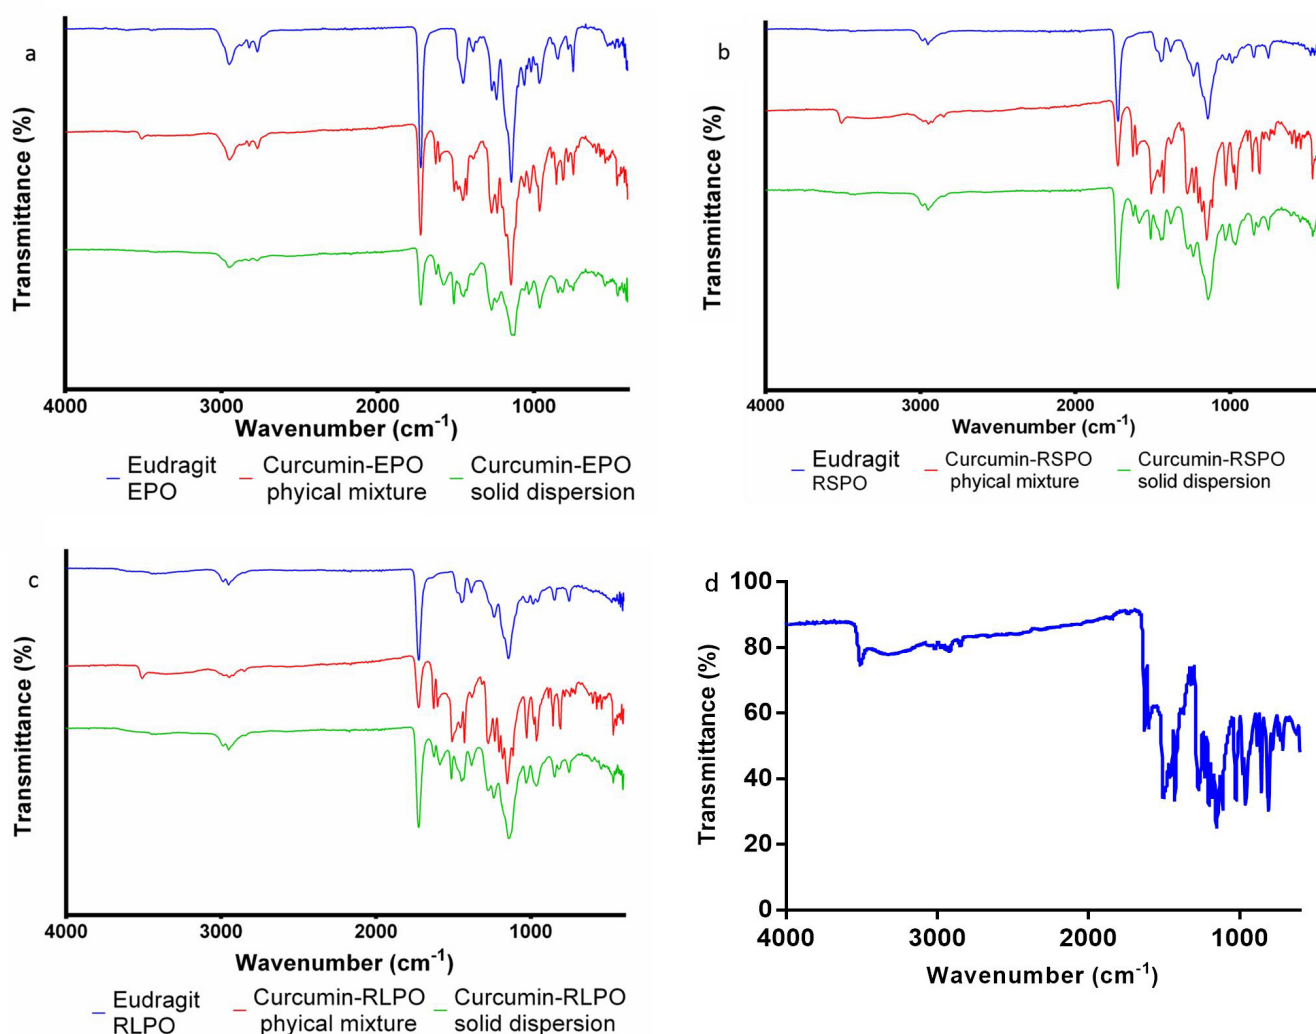 a
Transmittance (%)
4000
3000
2000
1000
Wavenumber (cm-1)
Eudragit
EPO
Curcumin-EPO
phyical mixture
Curcumin-EPO
solid dispersion
b
Transmittance (%)
4000
3000
2000
1000
Wavenumber (cm-1)
Eudragit
RSPO
Curcumin-RSPO
phyical mixture
Curcumin-RSPO
solid dispersion
c
Transmittance (%)
4000
3000
2000
1000
Wavenumber (cm-1)
Eudragit
RLPO
Curcumin-RLPO
phyical mixture
Curcumin-RLPO
solid dispersion
d
Transmittance (%)
100
80
60
40
20
0
4000
3000
2000
1000
Wavenumber (cm-1)